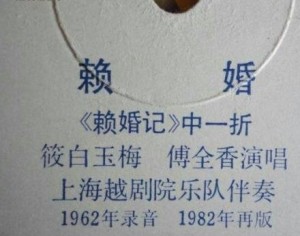 赖 婚
《赖婚记》中一折
筱白玉梅 傅全香演唱
上海越剧院乐队伴奏
1962年录音 1982年再版